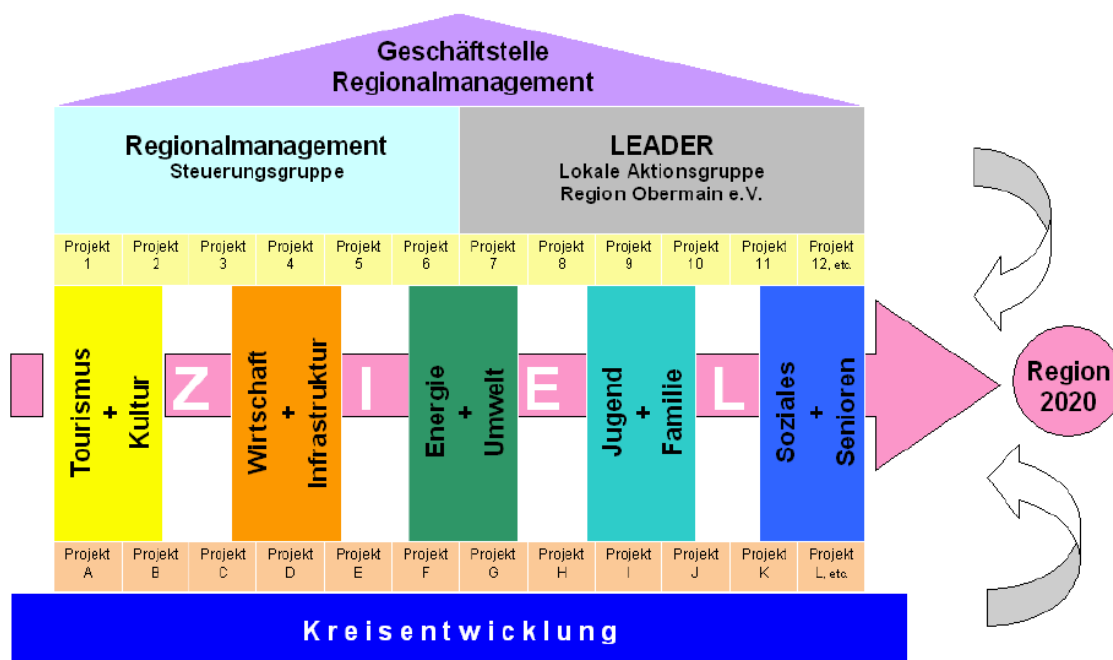 Geschäftstelle
Regionalmanagement
Regionalmanagement
Steuerungsgruppe
LEADER
Lokale Aktionsgruppe
Region Obermain e.V.
Projekt 1
Projekt 2
Projekt 3
Projekt 4
Projekt 5
Projekt 6
Projekt 7
Projekt 8
Projekt 9
Projekt 10
Projekt 11
Projekt 12, etc.
Tourismus
+
Kultur
Z
Wirtschaft
+
Infrastruktur
I
Energie
+
Umwelt
E
Jugend
+
Familie
L
Soziales
+
Senioren
Region
2020
Projekt A
Projekt B
Projekt C
Projekt D
Projekt E
Projekt F
Projekt G
Projekt H
Projekt I
Projekt J
Projekt K
Projekt L, etc.
Kreisentwicklung